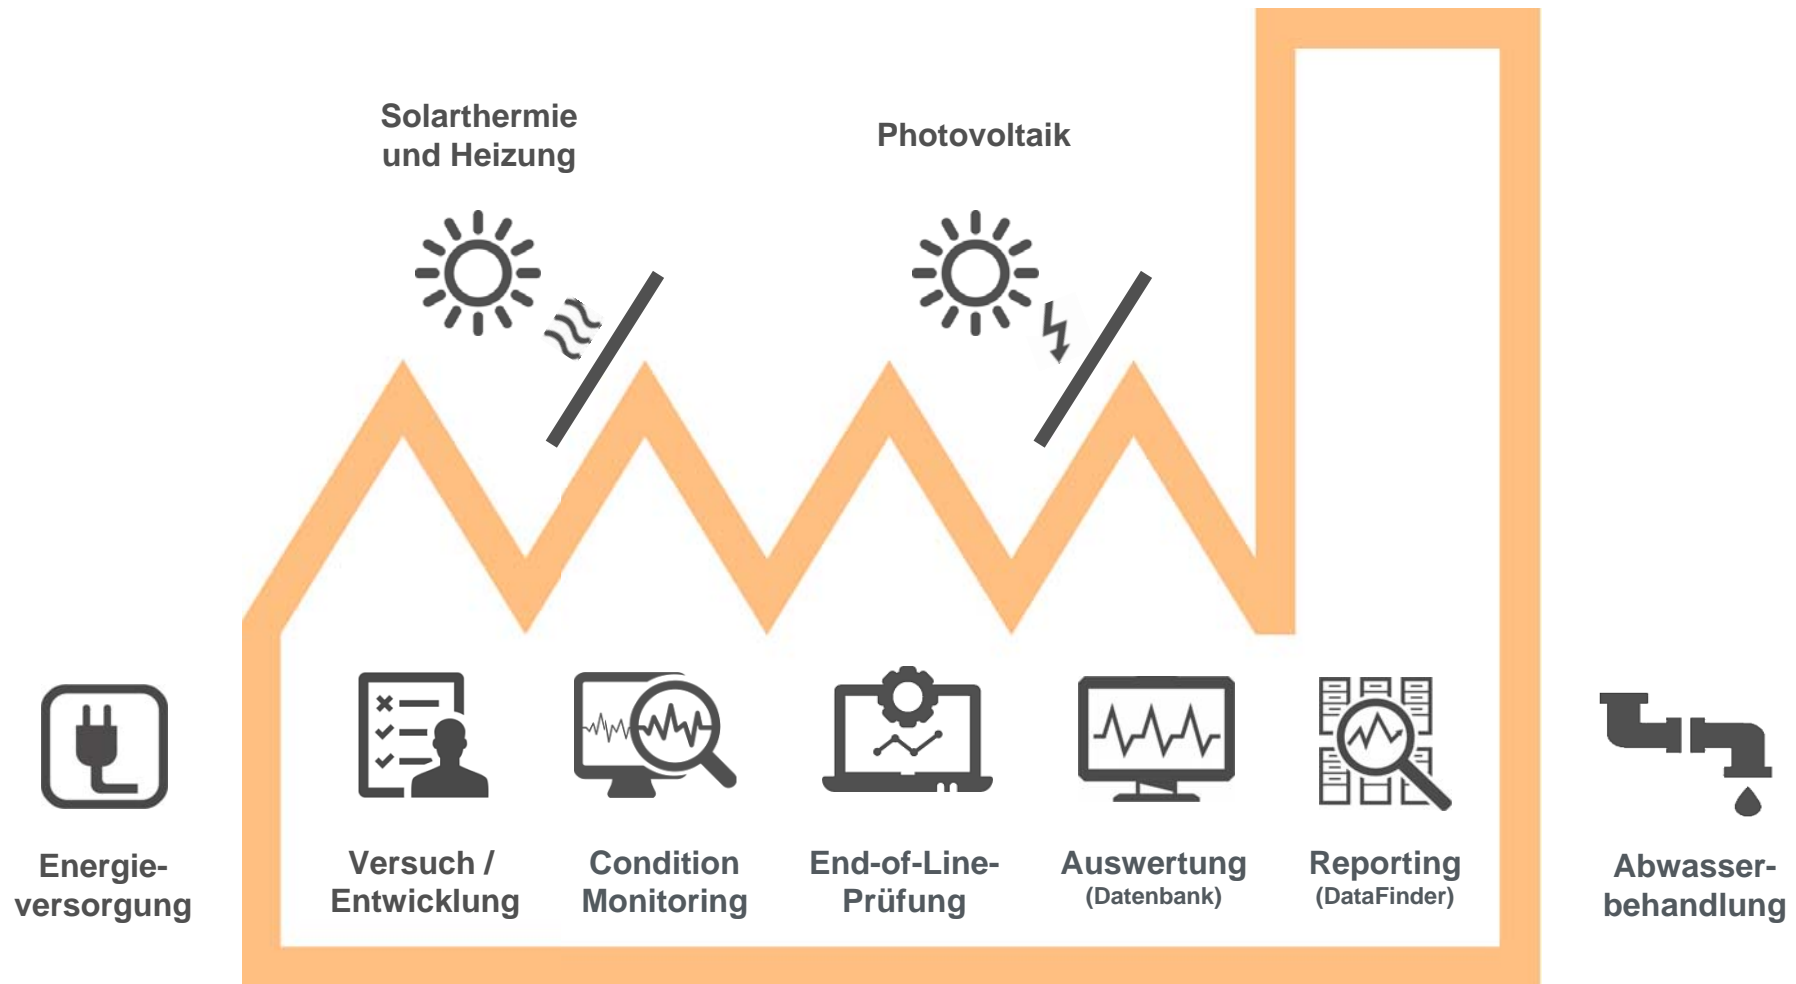 Solarthermie
und Heizung
Photovoltaik
Energie-
versorgung
Versuch /
Entwicklung
Condition
Monitoring
End-of-Line-
Prüfung
Auswertung
(Datenbank)
Reporting
(DataFinder)
Abwasser-
behandlung